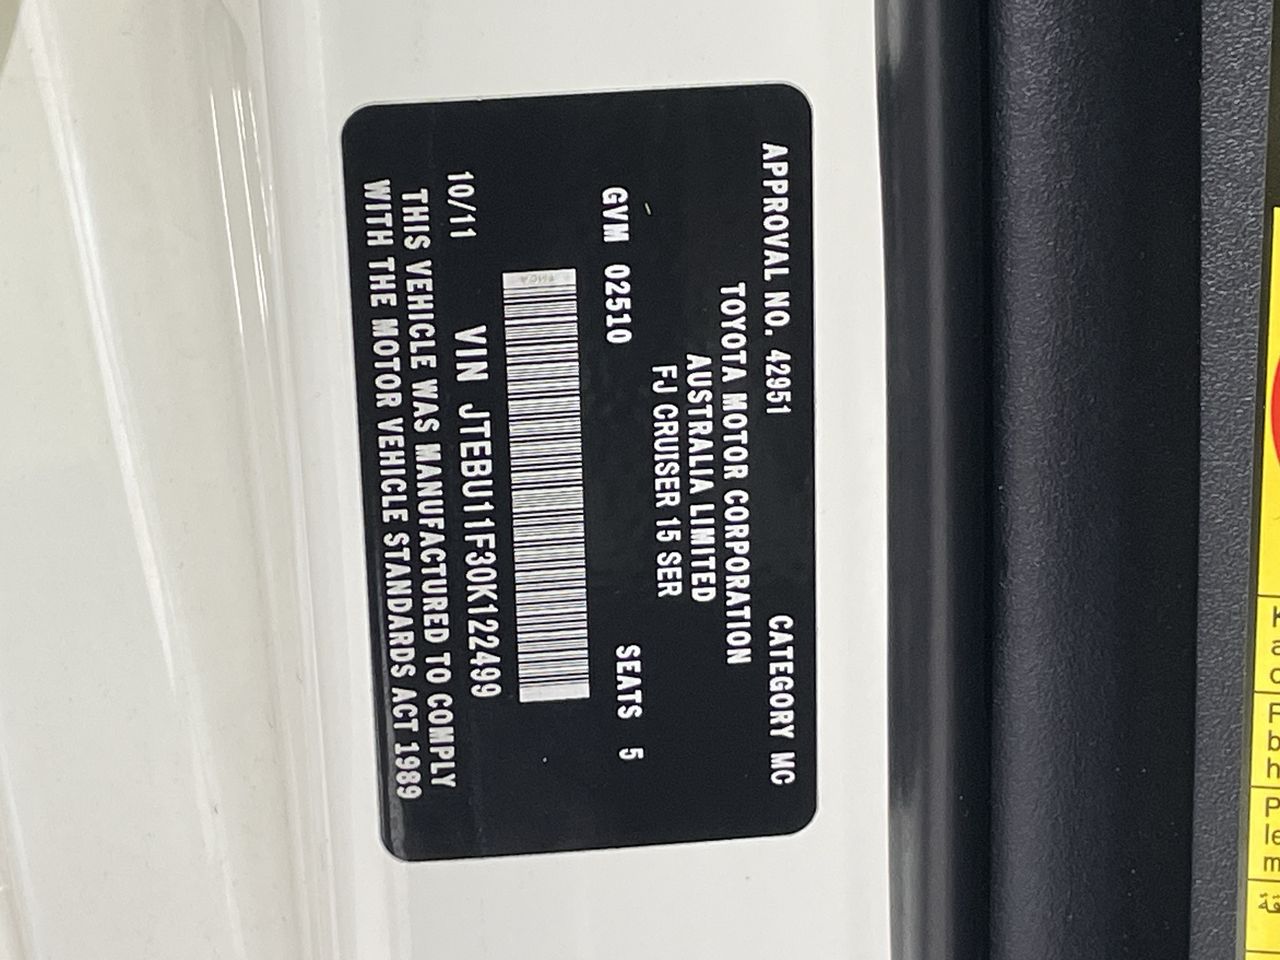 APPROVAL NO. 42951 CATEGORY MC
TOYOTA MOTOR CORPORATION
AUSTRALIA LIMITED
FJ CRUISER 15 SER
GVM 02510 SEATS 5
10/11 VIN JTEBU11F30K122499
THIS VEHICLE WAS MANUFACTURED TO COMPLY
WITH THE MOTOR VEHICLE STANDARDS ACT 1989